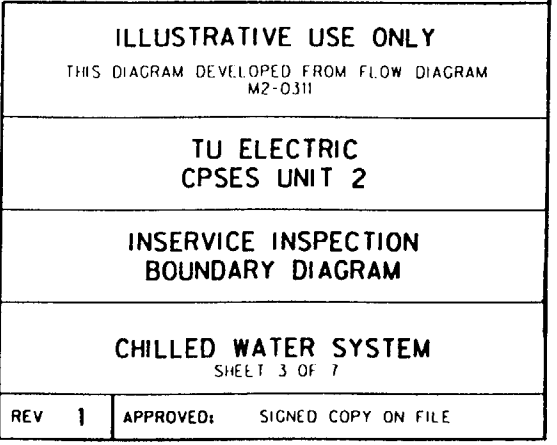 ILLUSTRATIVE USE ONLY
THIS DIAGRAM DEVELOPED FROM FLOW DIAGRAM
M2-0311
TU ELECTRIC
CPSES UNIT 2
INSERVICE INSPECTION
BOUNDARY DIAGRAM
CHILLED WATER SYSTEM
SHEET 3 OF 7
REV 1 APPROVED: SIGNED COPY ON FILE